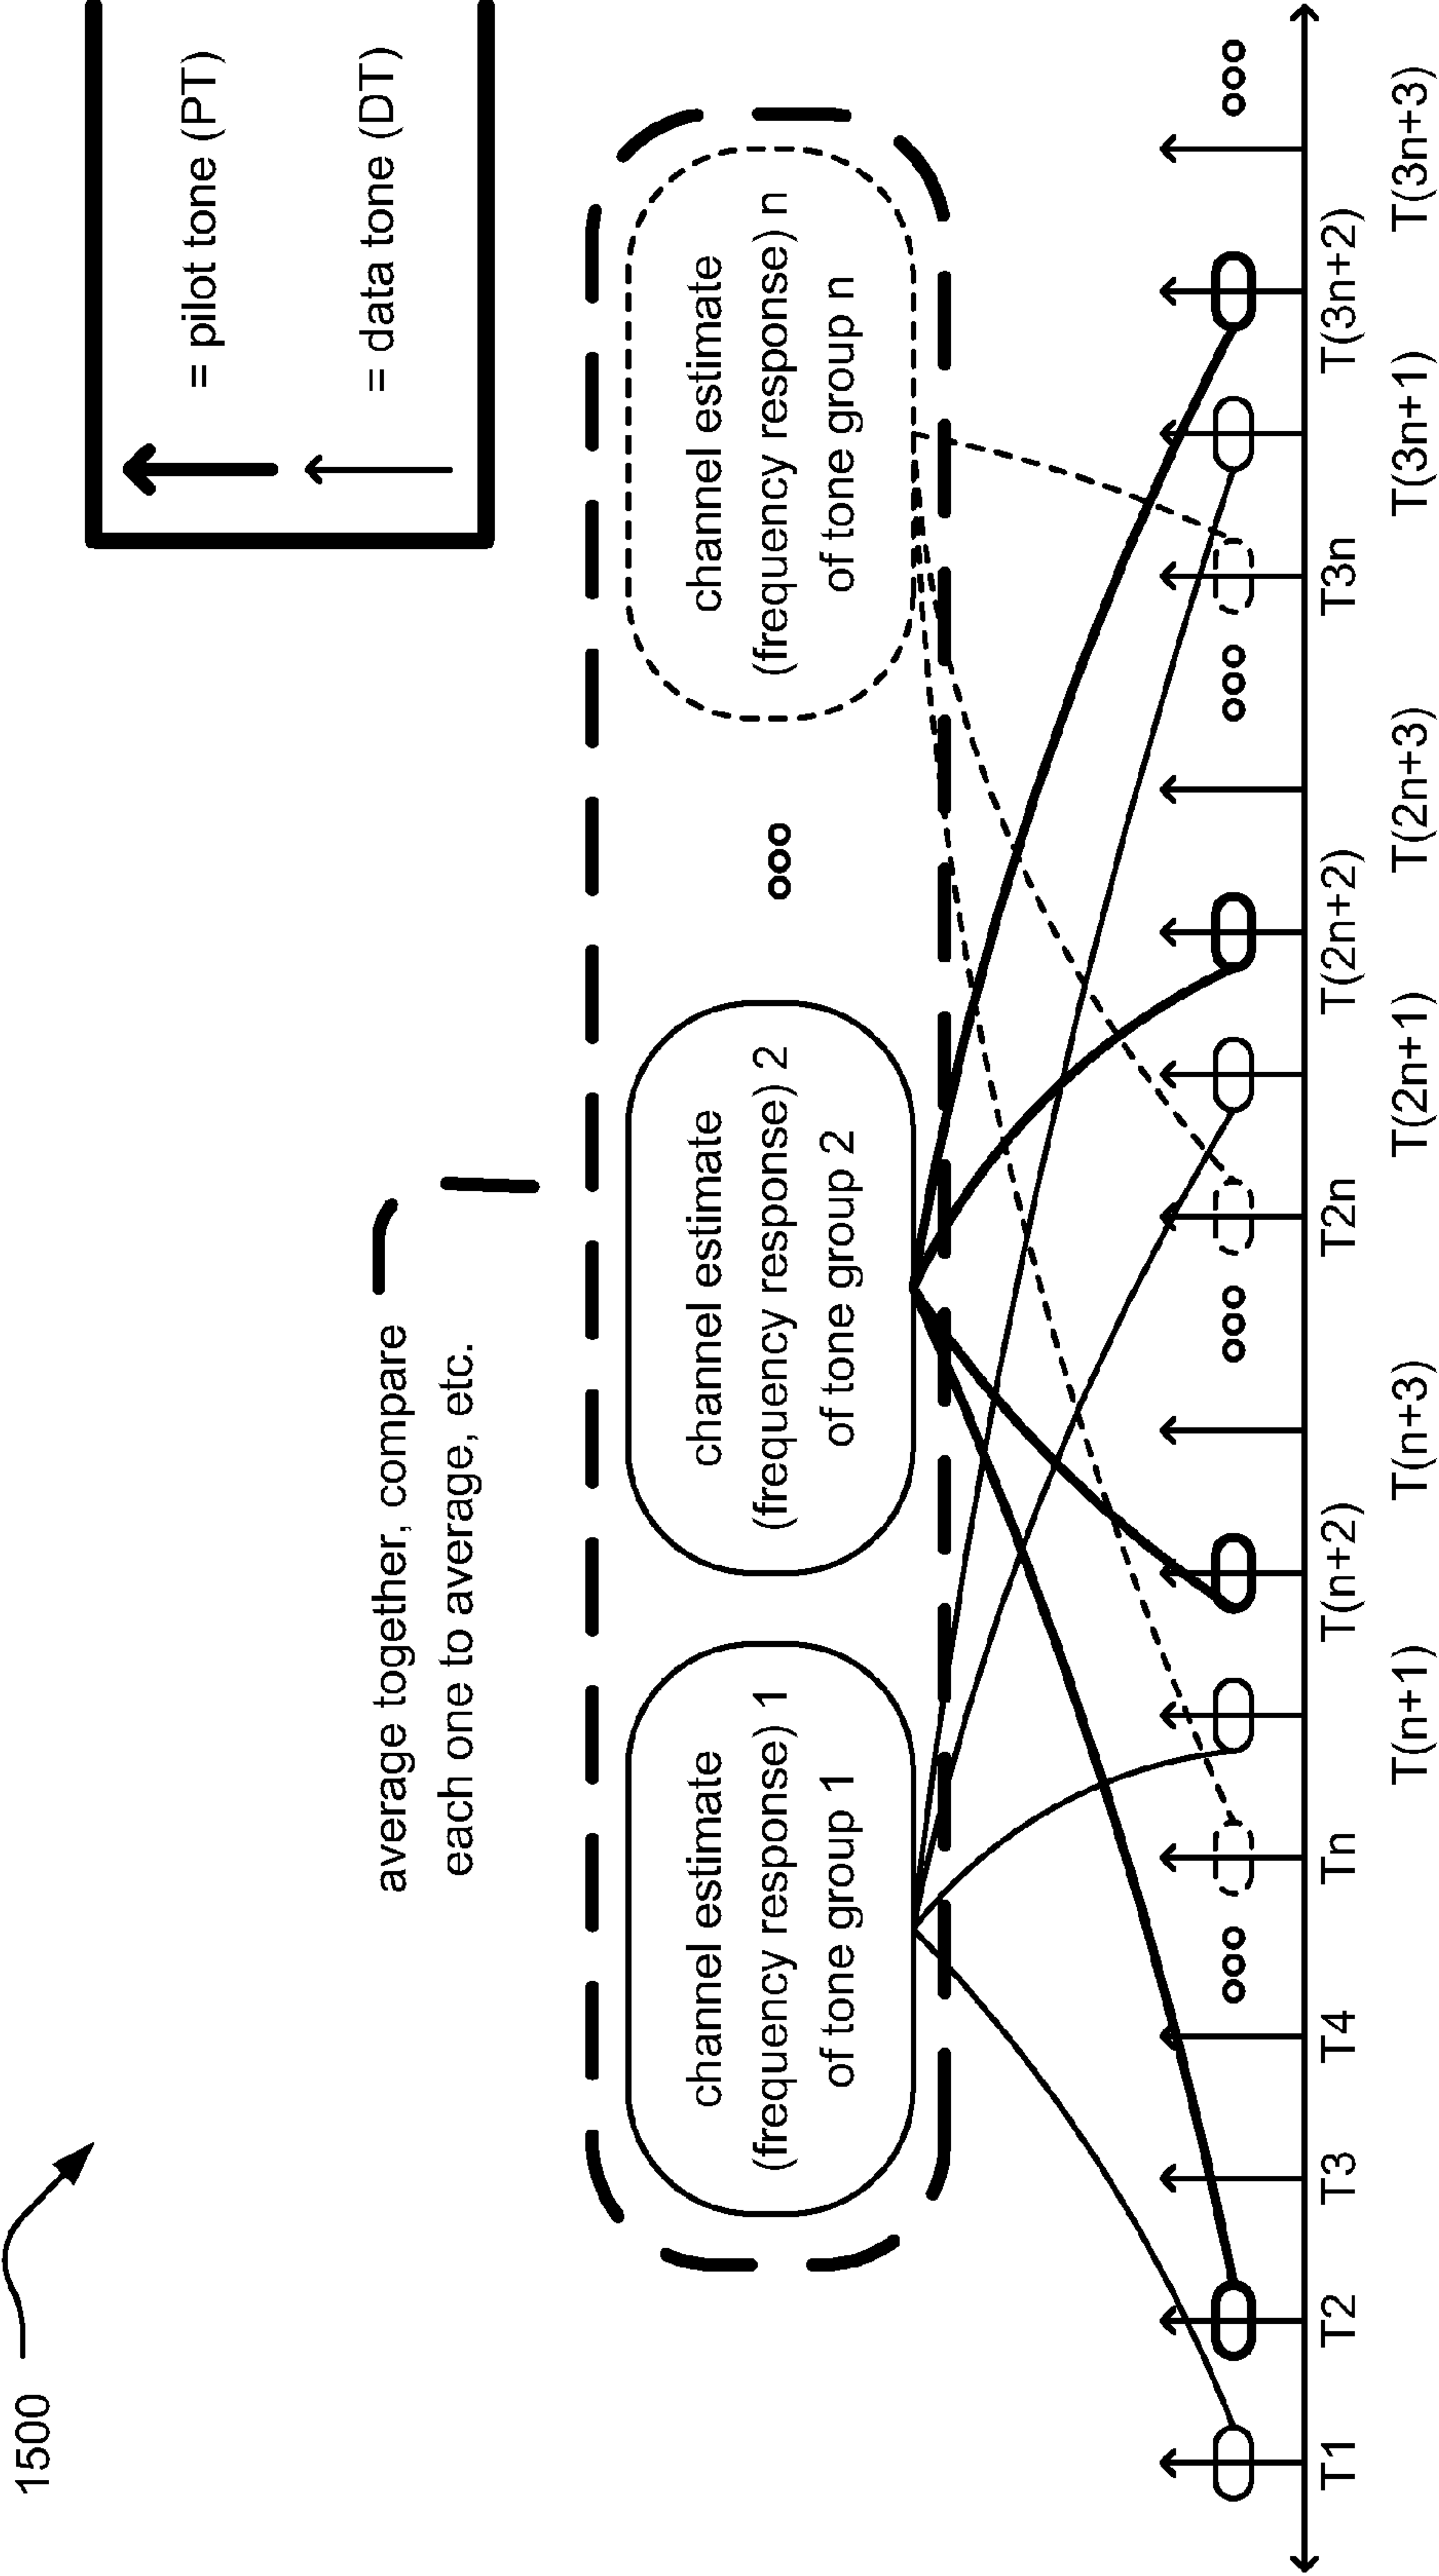 1500
= pilot tone (PT)
= data tone (DT)
average together, compare
each one to average, etc.
channel estimate
(frequency response) 1
of tone group 1
channel estimate
(frequency response) 2
of tone group 2
channel estimate
(frequency response) n
of tone group n
T1
T2
T3
T4
Tn
T(n+1)
T(n+2)
T(n+3)
T2n
T(2n+1)
T(2n+2)
T(2n+3)
T3n
T(3n+1)
T(3n+2)
T(3n+3)